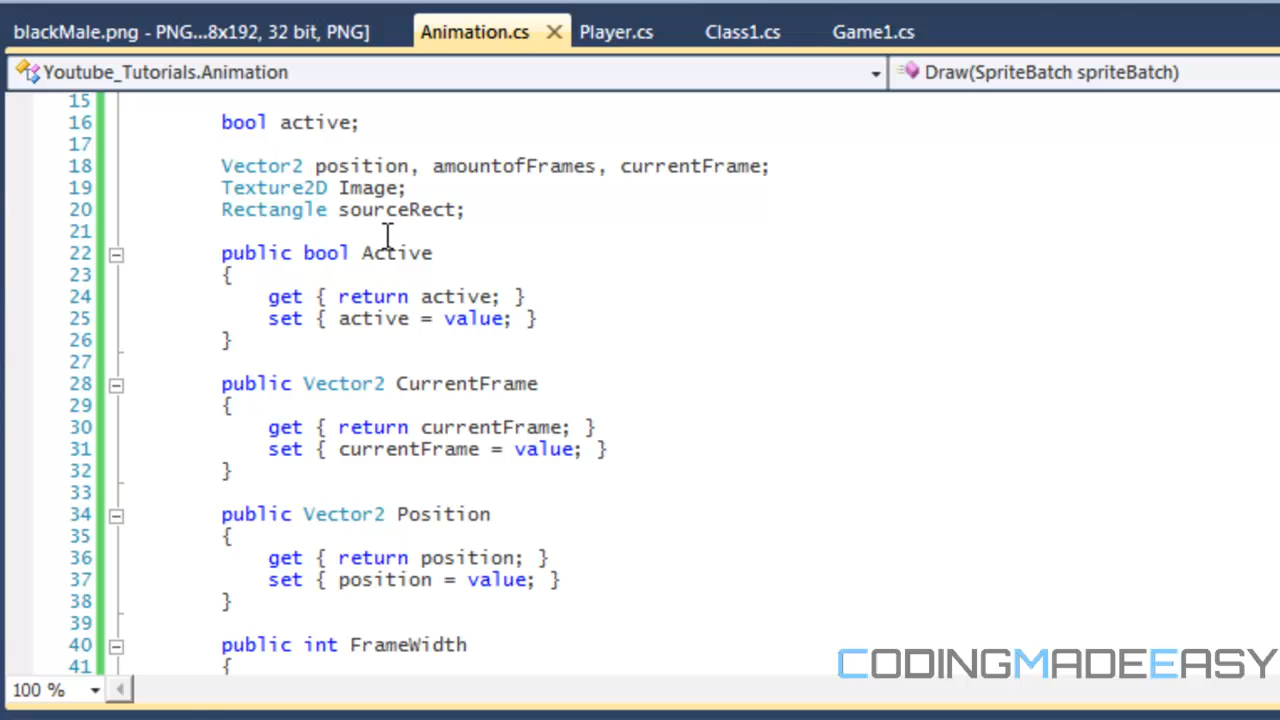 blackMale.png - PNG...8x192, 32 bit, PNG] Animation.cs Player.cs Class1.cs Game1.cs
Youtube_Tutorials.Animation Draw(SpriteBatch spriteBatch)
15
16 bool active;
17
18 Vector2 position, amountofFrames, currentFrame;
19 Texture2D Image;
20 Rectangle sourceRect;
21
22 public bool Active
23 {
24 get { return active; }
25 set { active = value; }
26 }
27
28 public Vector2 CurrentFrame
29 {
30 get { return currentFrame; }
31 set { currentFrame = value; }
32 }
33
34 public Vector2 Position
35 {
36 get { return position; }
37 set { position = value; }
38 }
39
40 public int FrameWidth
41 {
CODINGMADEEASY
100 %